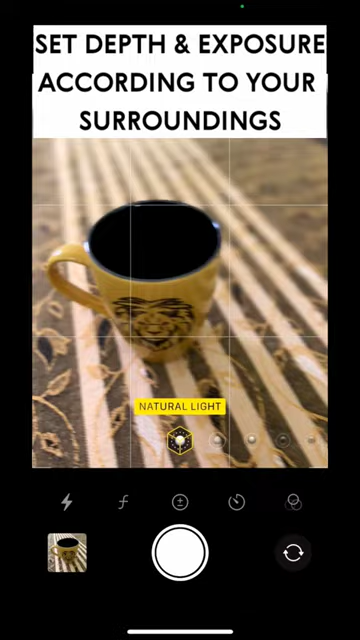 SET DEPTH & EXPOSURE
ACCORDING TO YOUR
SURROUNDINGS
NATURAL LIGHT
f